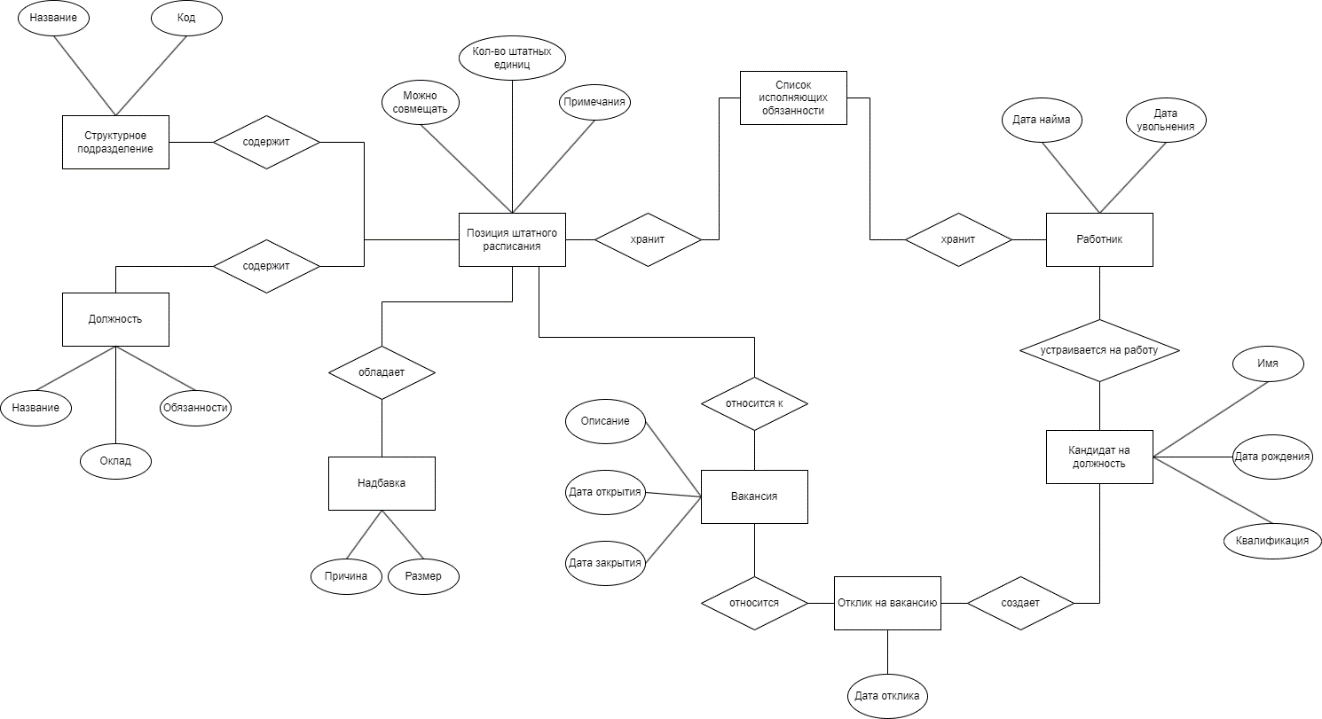 Название
Код
Кол-во штатных
единиц
Можно
совмещать
Примечания
Список
исполняющих
обязанности
Дата найма
Дата
увольнения
Структурное
подразделение
содержит
Позиция штатного
расписания
хранит
хранит
Работник
содержит
Должность
обладает
устраивается на работу
Имя
Название
Обязанности
относится к
Описание
Оклад
Кандидат на
должность
Дата рождения
Надбавка
Дата открытия
Вакансия
Квалификация
Дата закрытия
Причина
Размер
относится
Отклик на вакансию
создает
Дата отклика